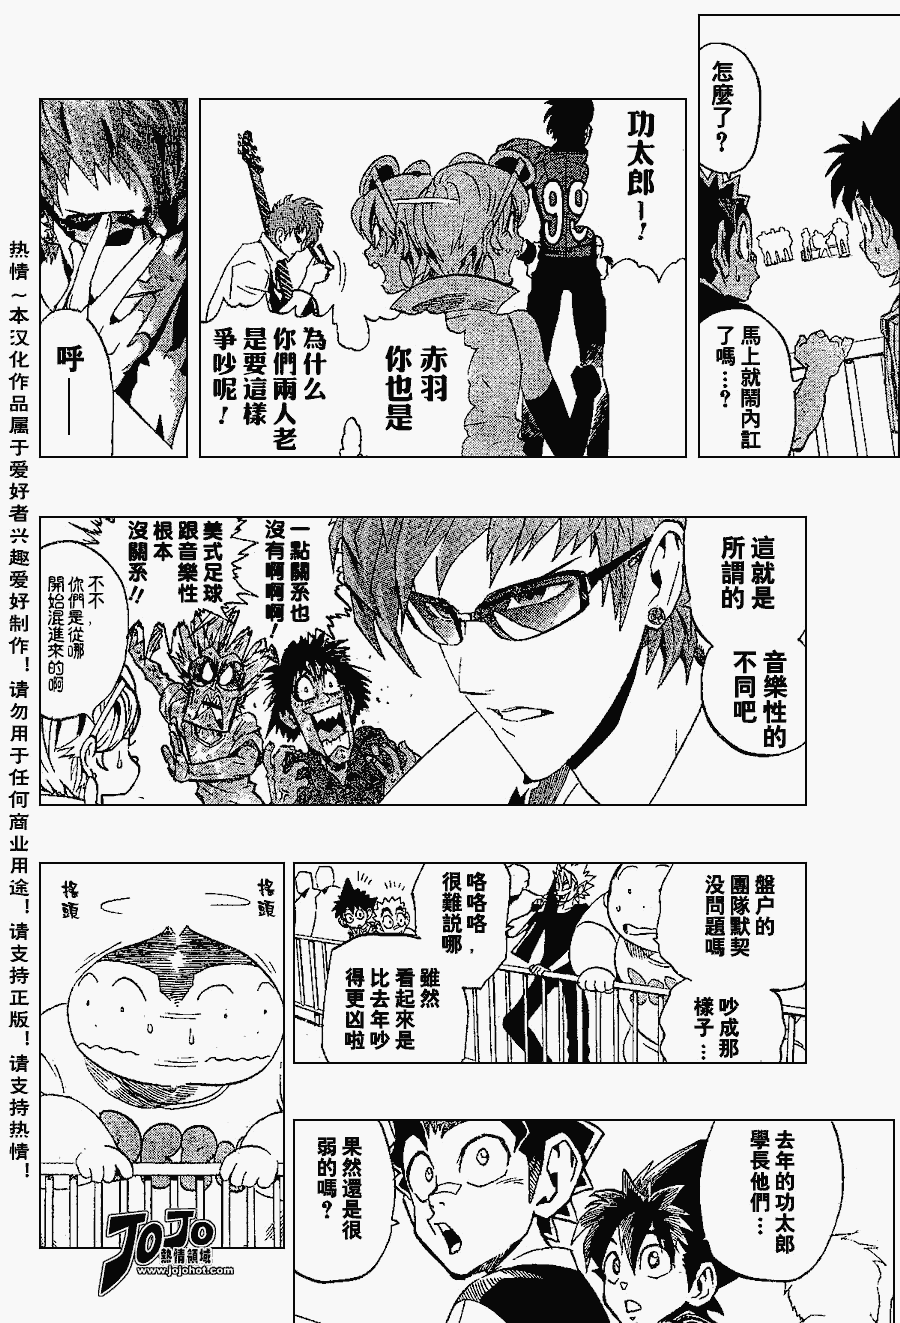 怎麼了？
馬上就鬧內訌
了嗎…？
功太郎ー！
赤羽
你也是
為什么
你們兩人老
是要這樣
爭吵呢！
呼——
這就是
所謂的
音樂性的
不同吧
一點關系也
沒有啊啊啊！
美式足球
跟音樂性
根本
沒關系！！
不不，
你們是從哪
開始混進來的啊
盤户的
團隊默契
没問題嗎
吵成那
樣子…
咯咯咯，
很難説哪
雖然
看起來是
比去年吵
得更凶啦
搖頭
搖頭
去年的功太郎
學長他們…
果然還是很
弱的嗎？
99
热情～本汉化作品属于爱好者兴趣爱好制作！请勿用于任何商业用途！请支持正版！请支持热情！
JOJO
熱情領域
www.jojohot.com